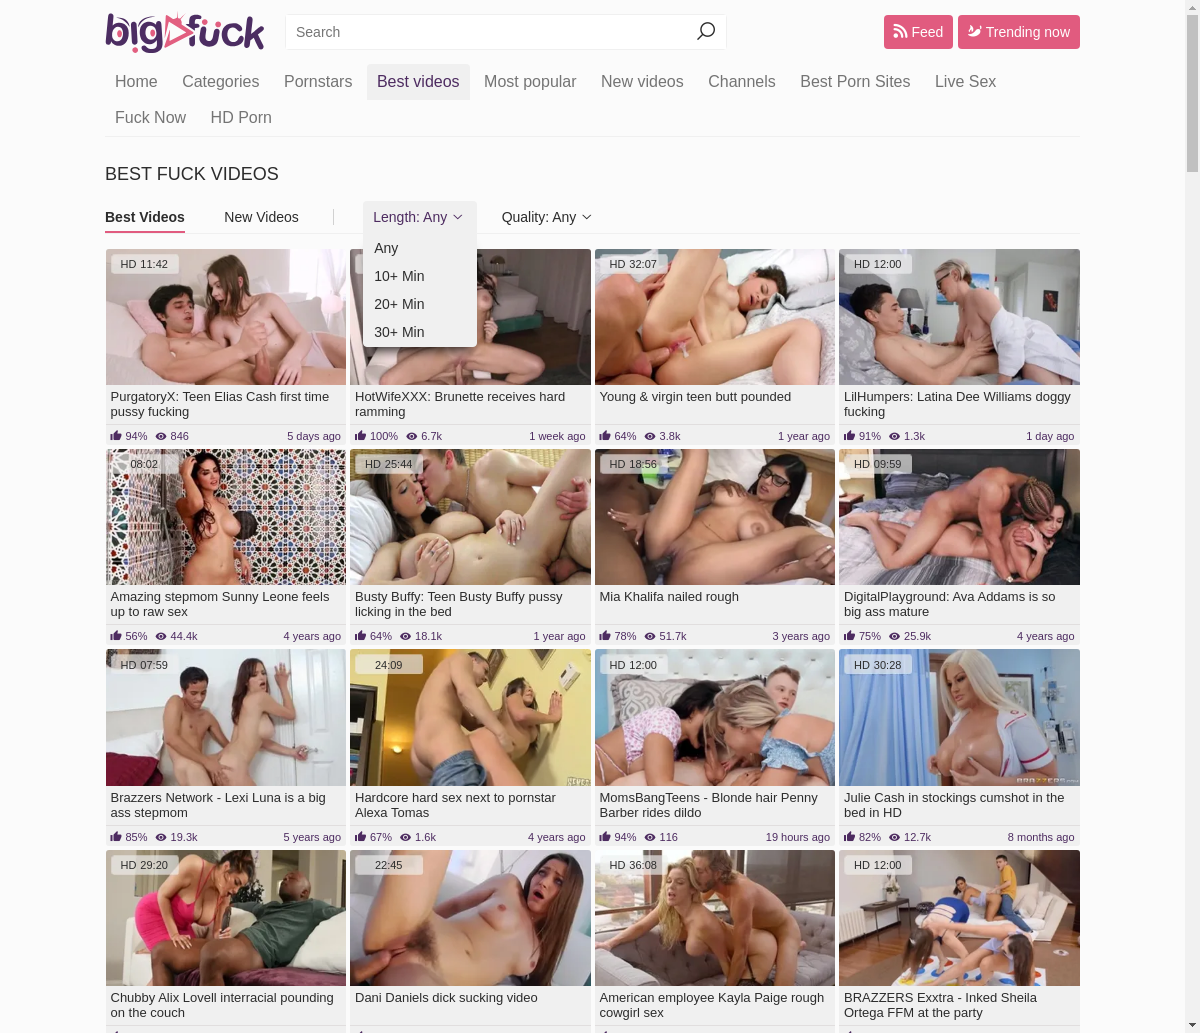 bigfuck
Search
Feed
Trending now
Home Categories Pornstars Best videos Most popular New videos Channels Best Porn Sites Live Sex
Fuck Now HD Porn
BEST FUCK VIDEOS
Best Videos New Videos Length: Any Quality: Any
Any
10+ Min
20+ Min
30+ Min
HD 11:42
HD 32:07
HD 12:00
PurgatoryX: Teen Elias Cash first time
pussy fucking
94% 846 5 days ago
HotWifeXXX: Brunette receives hard
ramming
100% 6.7k 1 week ago
Young & virgin teen butt pounded
64% 3.8k 1 year ago
LilHumpers: Latina Dee Williams doggy
fucking
91% 1.3k 1 day ago
08:02
HD 25:44
HD 18:56
HD 09:59
Amazing stepmom Sunny Leone feels
up to raw sex
56% 44.4k 4 years ago
Busty Buffy: Teen Busty Buffy pussy
licking in the bed
64% 18.1k 1 year ago
Mia Khalifa nailed rough
78% 51.7k 3 years ago
DigitalPlayground: Ava Addams is so
big ass mature
75% 25.9k 4 years ago
HD 07:59
24:09
HD 12:00
HD 30:28
BRAZZERS
Brazzers Network - Lexi Luna is a big
ass stepmom
85% 19.3k 5 years ago
Hardcore hard sex next to pornstar
Alexa Tomas
67% 1.6k 4 years ago
MomsBangTeens - Blonde hair Penny
Barber rides dildo
94% 116 19 hours ago
Julie Cash in stockings cumshot in the
bed in HD
82% 12.7k 8 months ago
HD 29:20
22:45
HD 36:08
HD 12:00
Chubby Alix Lovell interracial pounding
on the couch
Dani Daniels dick sucking video
American employee Kayla Paige rough
cowgirl sex
BRAZZERS Exxtra - Inked Sheila
Ortega FFM at the party